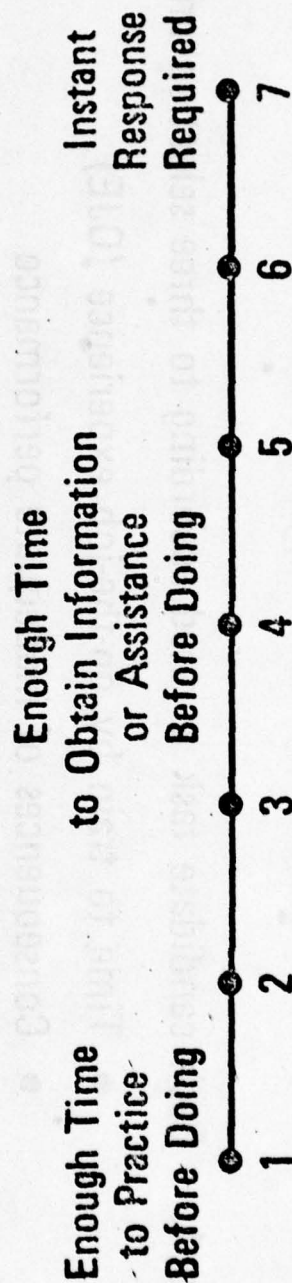 Enough Time
to Practice
Before Doing
Enough Time
to Obtain Information
or Assistance
Before Doing
Instant
Response
Required
1 2 3 4 5 6 7